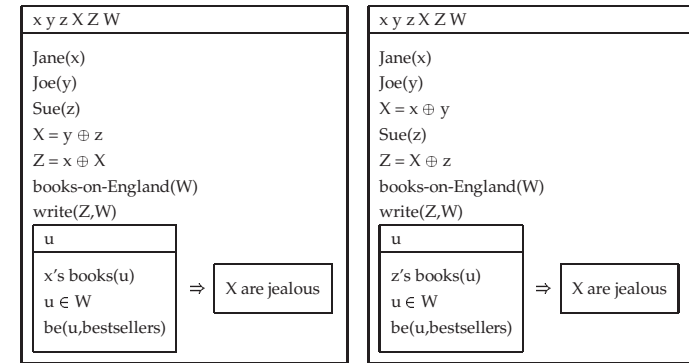 x y z X Z W
Jane(x)
Joe(y)
Sue(z)
X = y ⊕ z
Z = x ⊕ X
books-on-England(W)
write(Z,W)
u
x's books(u)
u ∈ W
be(u,bestsellers)
⇒
X are jealous
x y z X Z W
Jane(x)
Joe(y)
X = x ⊕ y
Sue(z)
Z = X ⊕ z
books-on-England(W)
write(Z,W)
u
z's books(u)
u ∈ W
be(u,bestsellers)
⇒
X are jealous